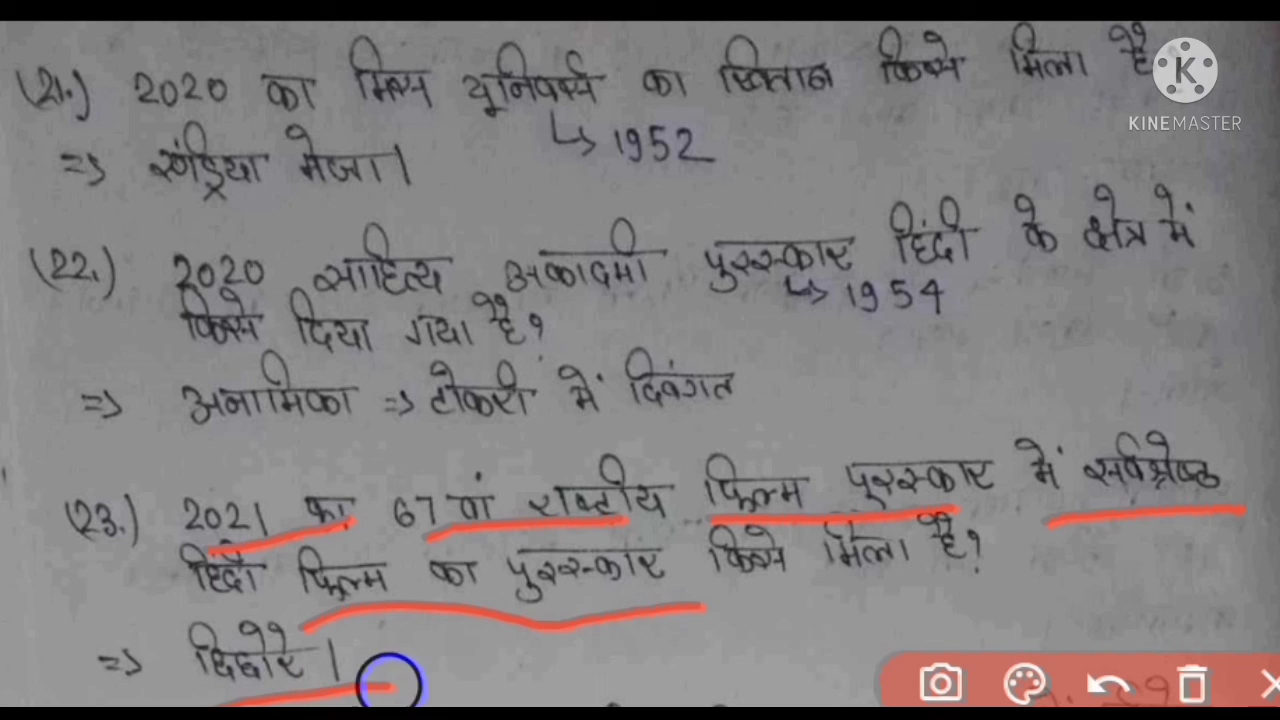 (21.) 2020 का मिस यूनिवर्स का खिताब किसे मिला है?
↳ 1952
=> एंड्रिया मेजा।
(22.) 2020 साहित्य अकादमी पुरस्कार हिंदी के क्षेत्र में
↳ 1954
किसे दिया गया है?
=> अनामिका => टोकरी में दिवंगत
(23.) 2021 का 67 वां राष्ट्रीय फिल्म पुरस्कार में सर्वश्रेष्ठ
हिंदी फिल्म का पुरस्कार किसे मिला है?
=> छिछोरे।
K
KINEMASTER